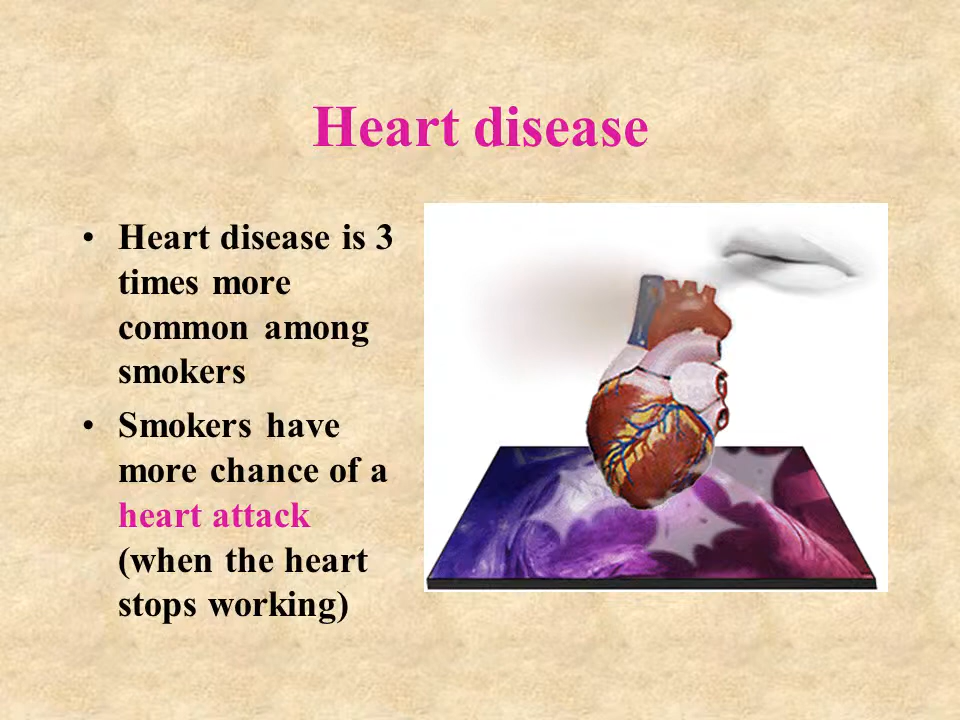 Heart disease
• Heart disease is 3
times more
common among
smokers
• Smokers have
more chance of a
heart attack
(when the heart
stops working)